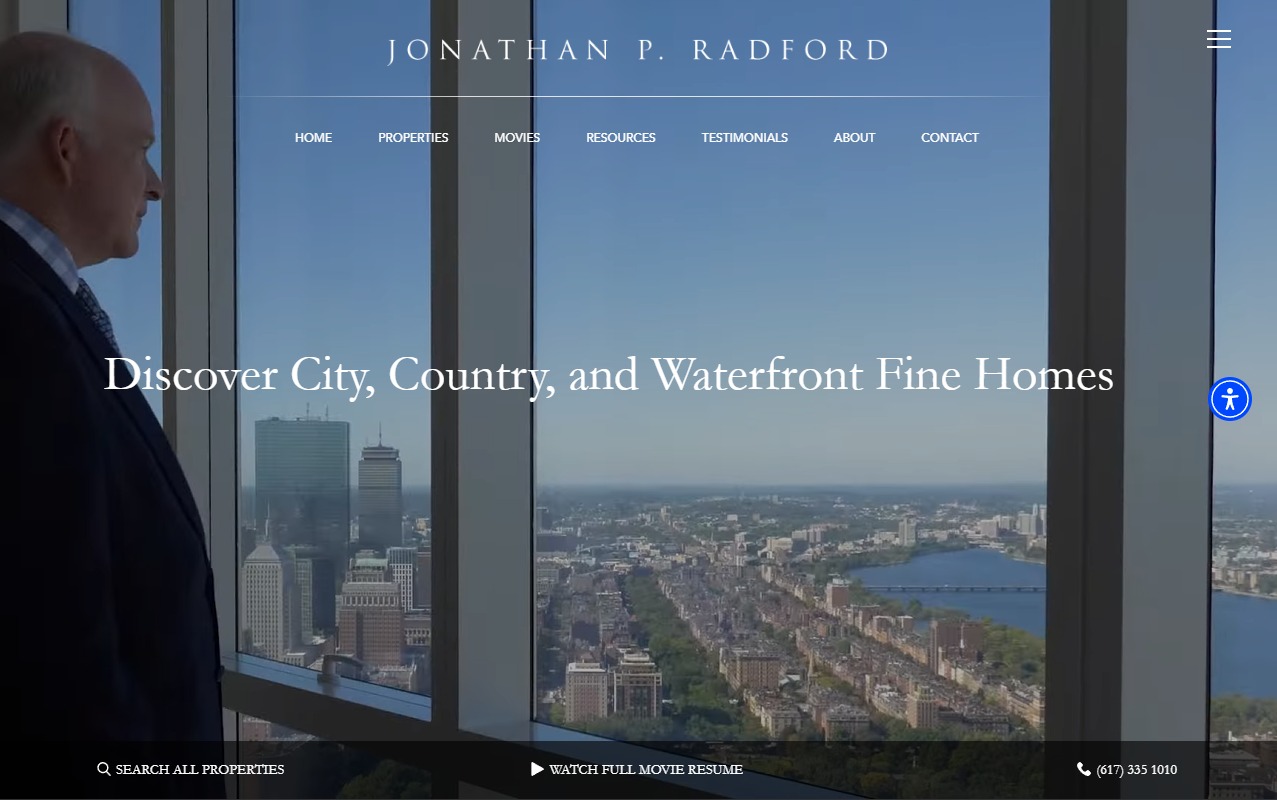 JONATHAN P. RADFORD
HOME PROPERTIES MOVIES RESOURCES TESTIMONIALS ABOUT CONTACT
Discover City, Country, and Waterfront Fine Homes
SEARCH ALL PROPERTIES WATCH FULL MOVIE RESUME (617) 335 1010